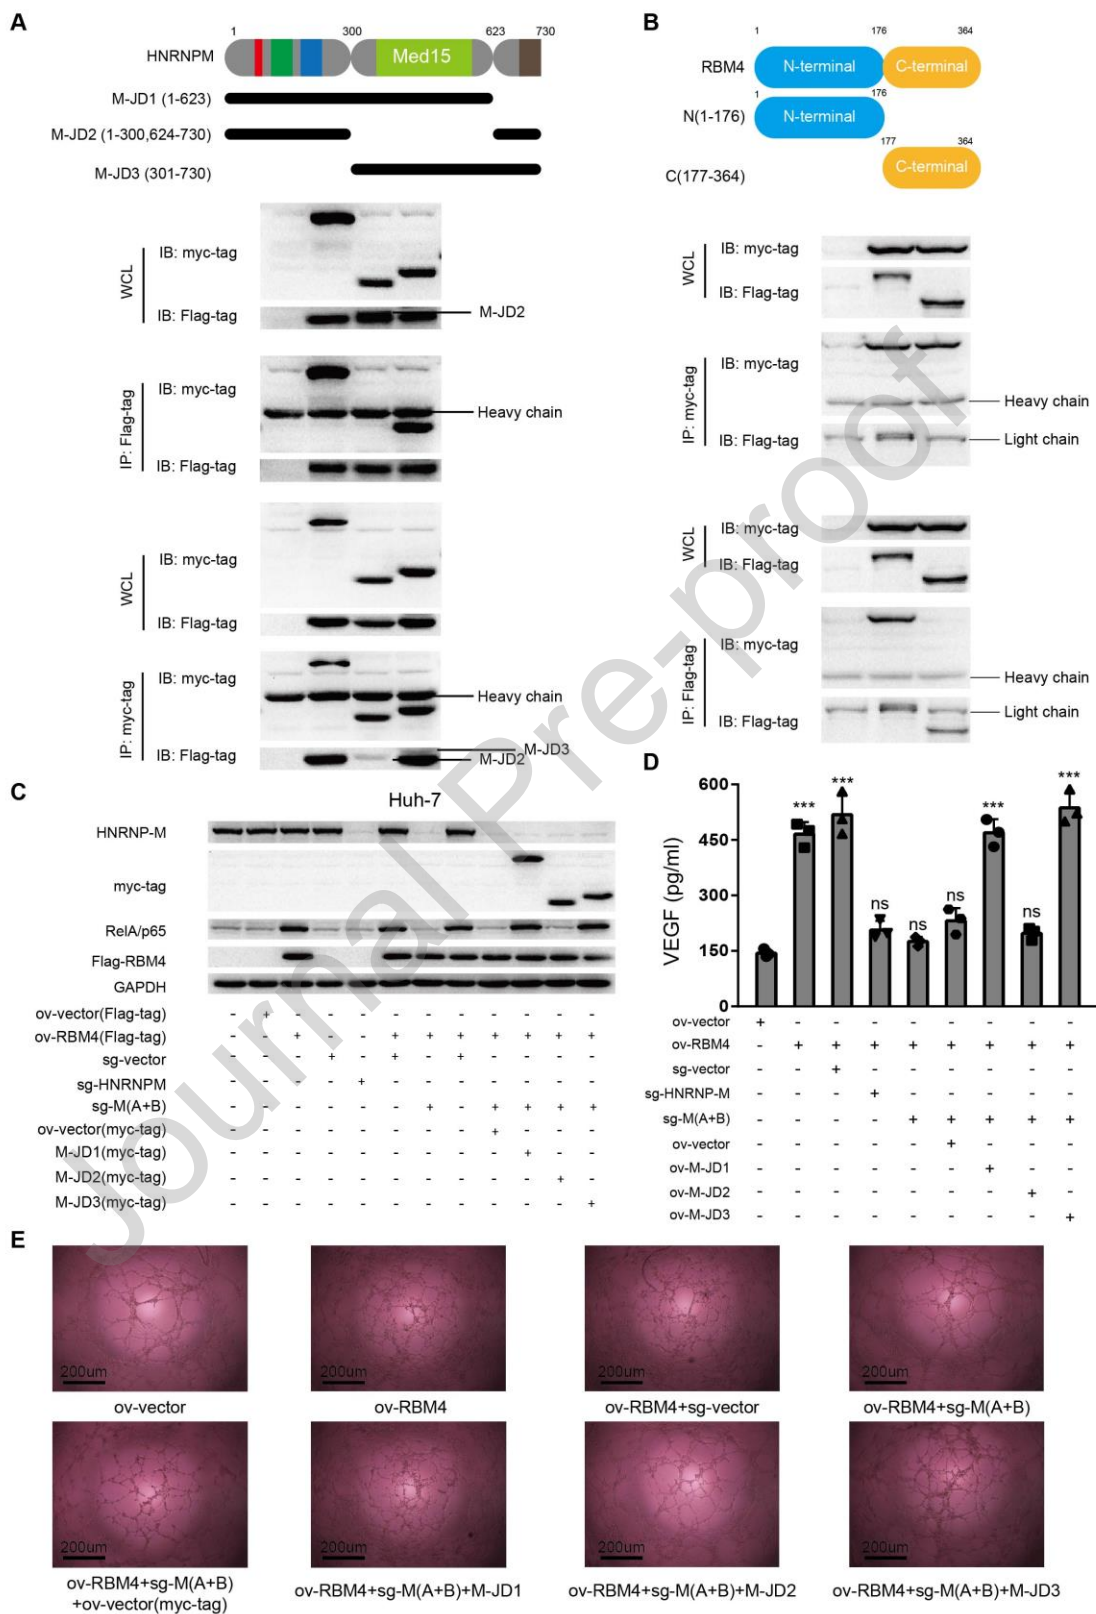 A
1 300 623 730
HNRNPM
Med15
M-JD1 (1-623)
M-JD2 (1-300,624-730)
M-JD3 (301-730)
WCL
IB: myc-tag
IB: Flag-tag
M-JD2
IP: Flag-tag
IB: myc-tag
Heavy chain
IB: Flag-tag
WCL
IB: myc-tag
IB: Flag-tag
IP: myc-tag
IB: myc-tag
Heavy chain
IB: Flag-tag
M-JD3
M-JD2
B
1 176 364
RBM4
N-terminal
C-terminal
1 176
N(1-176)
N-terminal
177 364
C(177-364)
C-terminal
WCL
IB: myc-tag
IB: Flag-tag
IP: myc-tag
IB: myc-tag
Heavy chain
IB: Flag-tag
Light chain
WCL
IB: myc-tag
IB: Flag-tag
IP: Flag-tag
IB: myc-tag
Heavy chain
IB: Flag-tag
Light chain
C
Huh-7
HNRNP-M
myc-tag
RelA/p65
Flag-RBM4
GAPDH
ov-vector(Flag-tag) - + - - - - - - - - - - -
ov-RBM4(Flag-tag) - - + - - + + + + + + +
sg-vector - - - + - + - + - - - - -
sg-HNRNPM - - - - + - - - - - - - -
sg-M(A+B) - - - - - - + - + + + +
ov-vector(myc-tag) - - - - - - - - + - - -
M-JD1(myc-tag) - - - - - - - - - + - -
M-JD2(myc-tag) - - - - - - - - - - + -
M-JD3(myc-tag) - - - - - - - - - - - +
D
VEGF (pg/ml)
600
450
300
150
0
*** *** ns ns ns *** ns ***
ov-vector + - - - - - - - -
ov-RBM4 - + + + + + + + +
sg-vector - - + - - - - - -
sg-HNRNP-M - - - + - - - - -
sg-M(A+B) - - - - + + + + +
ov-vector - - - - - + - - -
ov-M-JD1 - - - - - - + - -
ov-M-JD2 - - - - - - - + -
ov-M-JD3 - - - - - - - - +
E
200um
200um
200um
200um
ov-vector
ov-RBM4
ov-RBM4+sg-vector
ov-RBM4+sg-M(A+B)
200um
200um
200um
200um
ov-RBM4+sg-M(A+B)
+ov-vector(myc-tag)
ov-RBM4+sg-M(A+B)+M-JD1
ov-RBM4+sg-M(A+B)+M-JD2
ov-RBM4+sg-M(A+B)+M-JD3
Journal Pre-proof